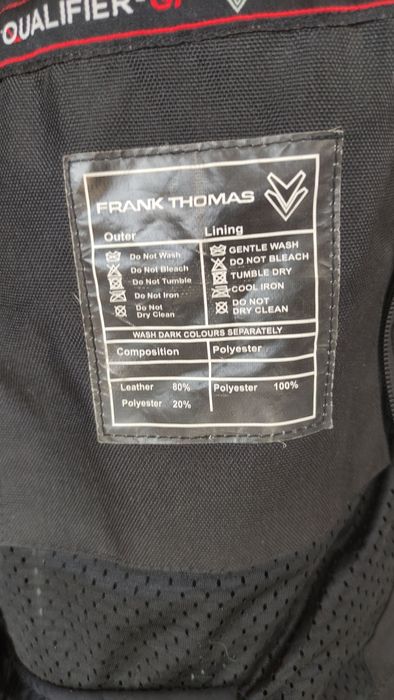 QUALIFIER-
FRANK THOMAS
Outer
Do Not Wash
Do Not Bleach
Do Not Tumble
Do Not Iron
Do Not
Dry Clean
Lining
GENTLE WASH
DO NOT BLEACH
TUMBLE DRY
COOL IRON
DO NOT
DRY CLEAN
WASH DARK COLOURS SEPARATELY
Composition Polyester
Leather 80% Polyester 100%
Polyester 20%